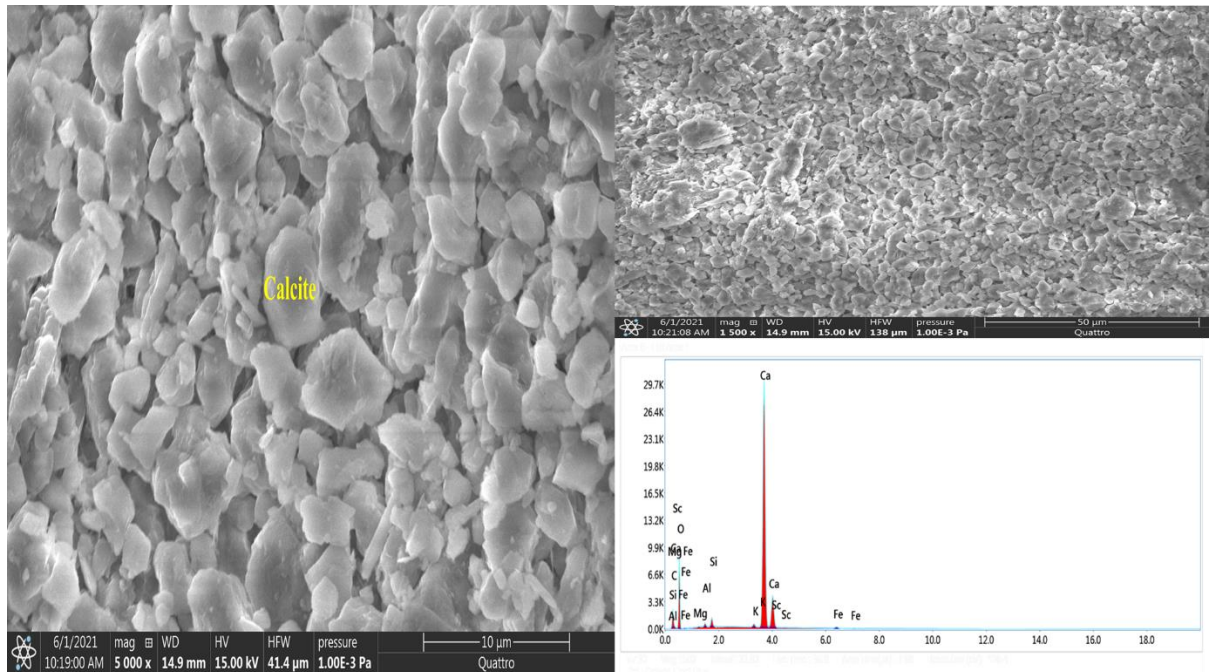 Calcite
6/1/2021 mag ⊞ WD HV HFW pressure 10 µm
10:19:00 AM 5 000 x 14.9 mm 15.00 kV 41.4 µm 1.00E-3 Pa Quattro
6/1/2021 mag ⊞ WD HV HFW pressure 50 µm
10:21:08 AM 1 500 x 14.9 mm 15.00 kV 138 µm 1.00E-3 Pa Quattro
Ca
29.7K
26.4K
23.1K
19.8K
16.5K
Sc
13.2K
O
9.9K Ca
Mg Fe
Si
6.6K C Fe
Al Ca
3.3K Si Fe
K Sc
0.0K Al Fe Mg K Sc Fe Fe
0.0 2.0 4.0 6.0 8.0 10.0 12.0 14.0 16.0 18.0